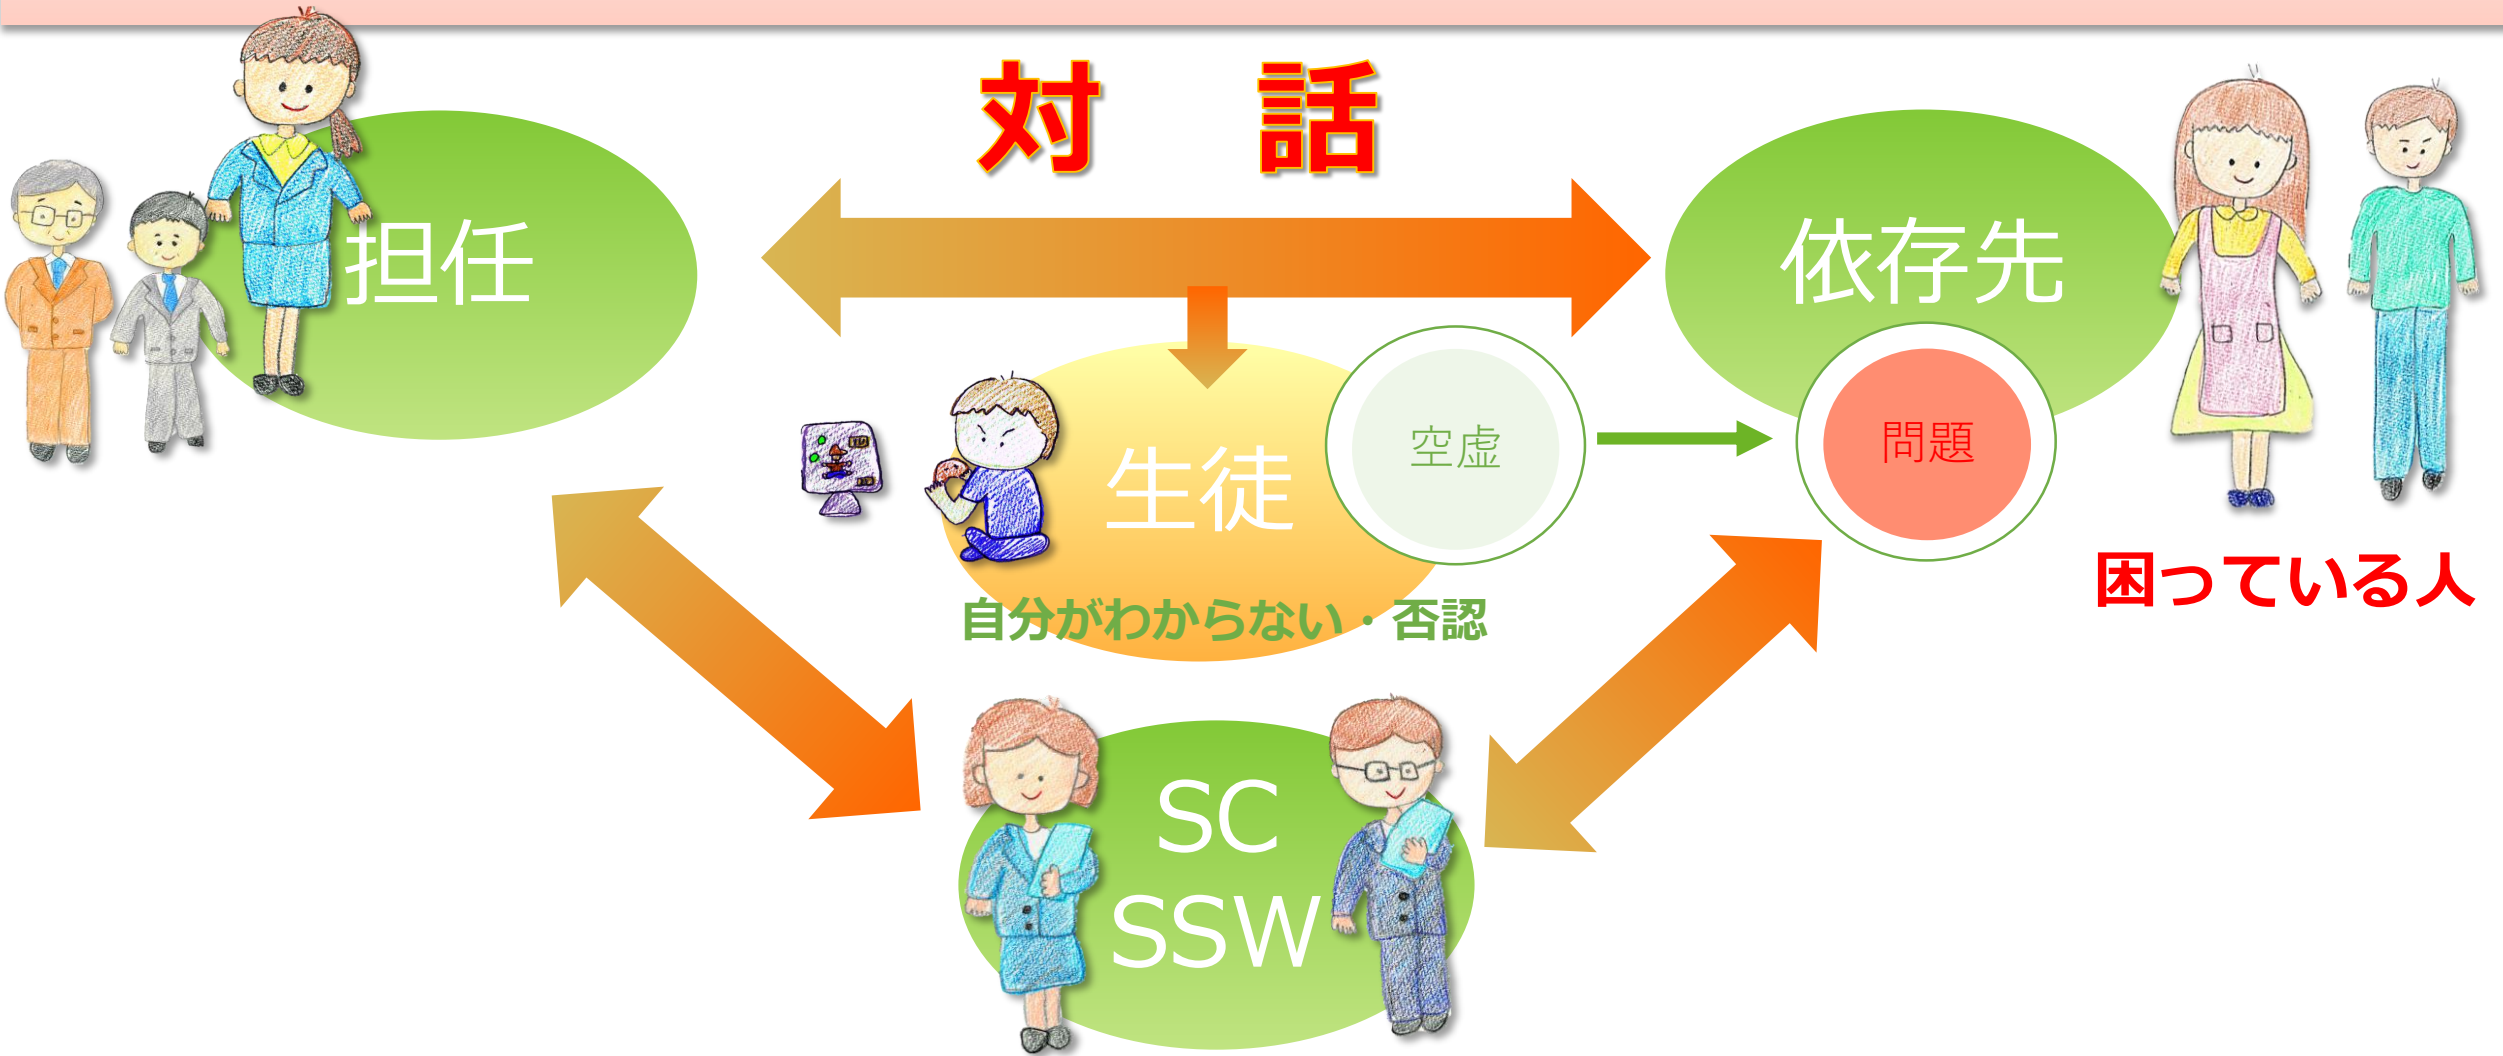 対 話
担任
依存先
生徒
空虚
問題
自分がわからない・否認
困っている人
SC
SSW